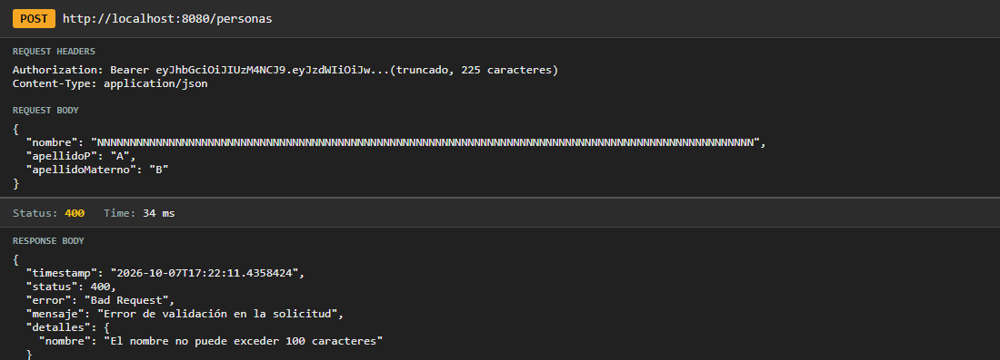 POST http://localhost:8080/personas
REQUEST HEADERS
Authorization: Bearer eyJhbGciOiJIUzM4NCJ9.eyJzdWIiOiJw...(truncado, 225 caracteres)
Content-Type: application/json
REQUEST BODY
{
"nombre": "NNNNNNNNNNNNNNNNNNNNNNNNNNNNNNNNNNNNNNNNNNNNNNNNNNNNNNNNNNNNNNNNNNNNNNNNNNNNNNNNNNNNNNNNNNNNNNNNNNNNN",
"apellidoP": "A",
"apellidoMaterno": "B"
}
Status: 400 Time: 34 ms
RESPONSE BODY
{
"timestamp": "2026-10-07T17:22:11.4358424",
"status": 400,
"error": "Bad Request",
"mensaje": "Error de validación en la solicitud",
"detalles": {
"nombre": "El nombre no puede exceder 100 caracteres"
}